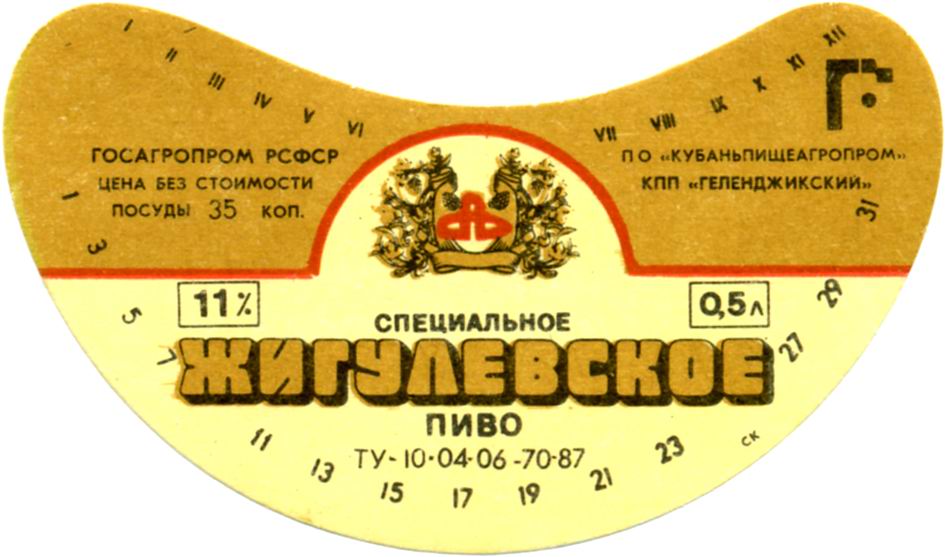 I II III IV V VI VII VIII IX X XI XII
ГОСАГРОПРОМ РСФСР
ЦЕНА БЕЗ СТОИМОСТИ
ПОСУДЫ 35 КОП.
ПО «КУБАНЬПИЩЕАГРОПРОМ»
КПП «ГЕЛЕНДЖИКСКИЙ»
11%
0,5л
СПЕЦИАЛЬНОЕ
ЖИГУЛЕВСКОЕ
ПИВО
ТУ-10·04·06-70-87
1 3 5 7 11 13 15 17 19 21 23 27 29 31
СК